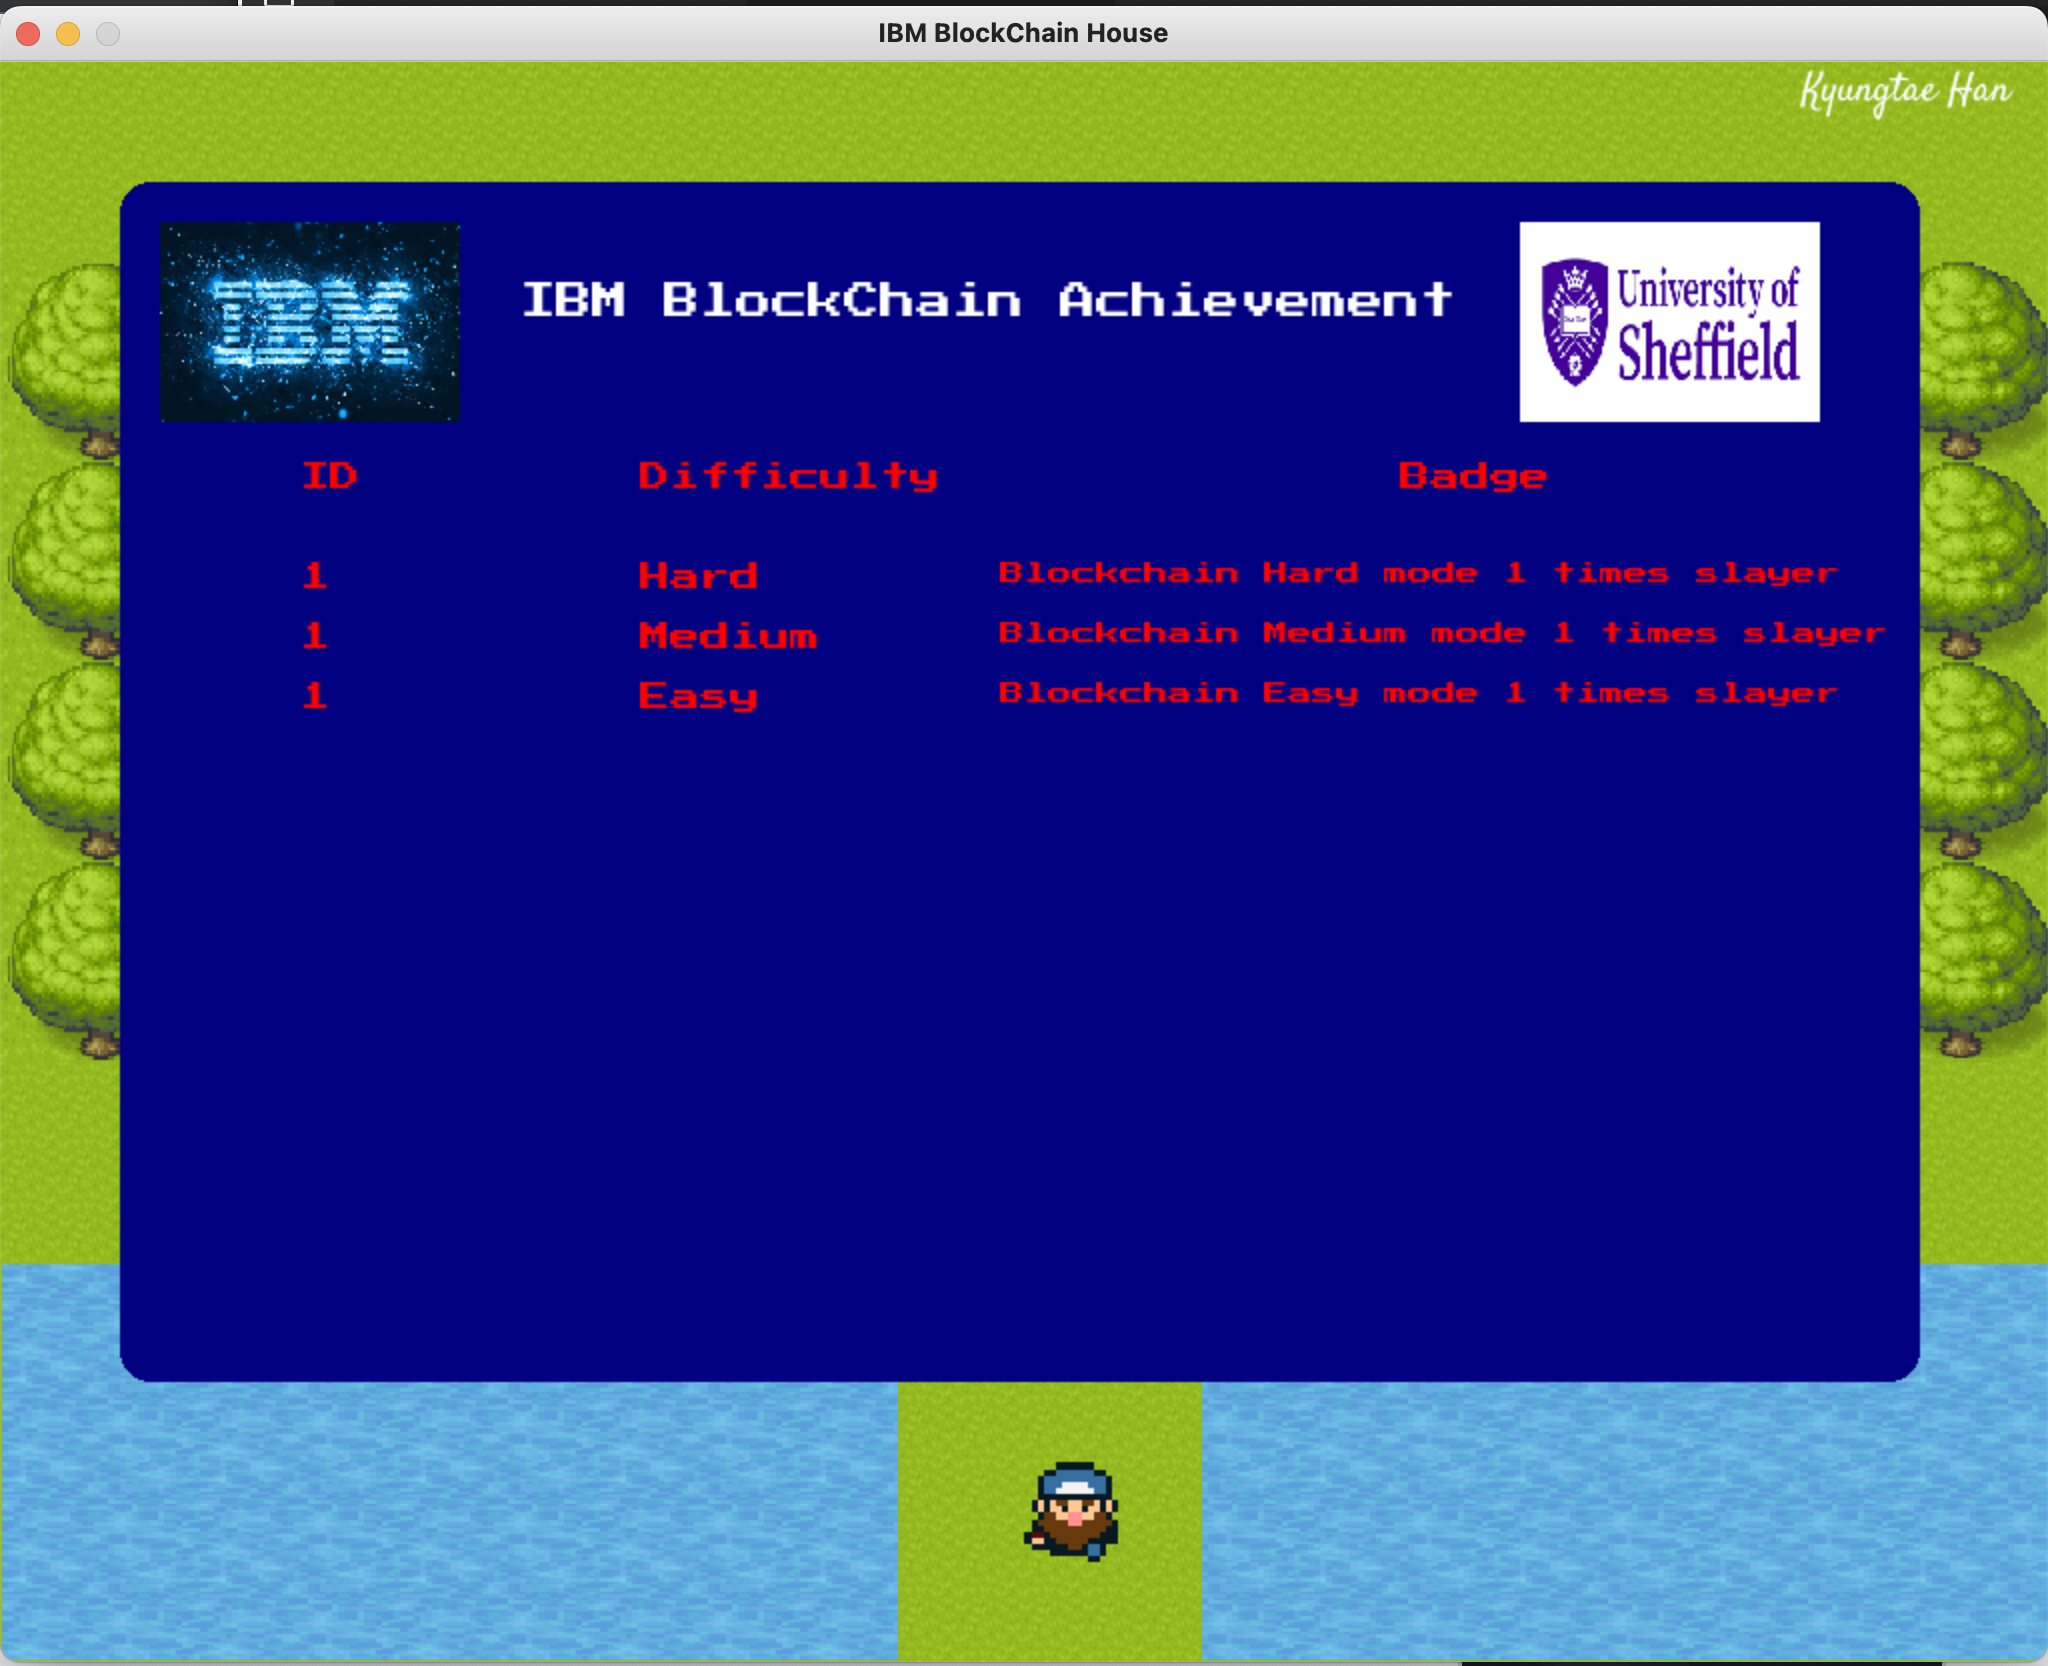 IBM BlockChain House
Kyungtae Han
IBM
IBM BlockChain Achievement
University of
Sheffield
ID Difficulty Badge
1 Hard Blockchain Hard mode 1 times slayer
1 Medium Blockchain Medium mode 1 times slayer
1 Easy Blockchain Easy mode 1 times slayer